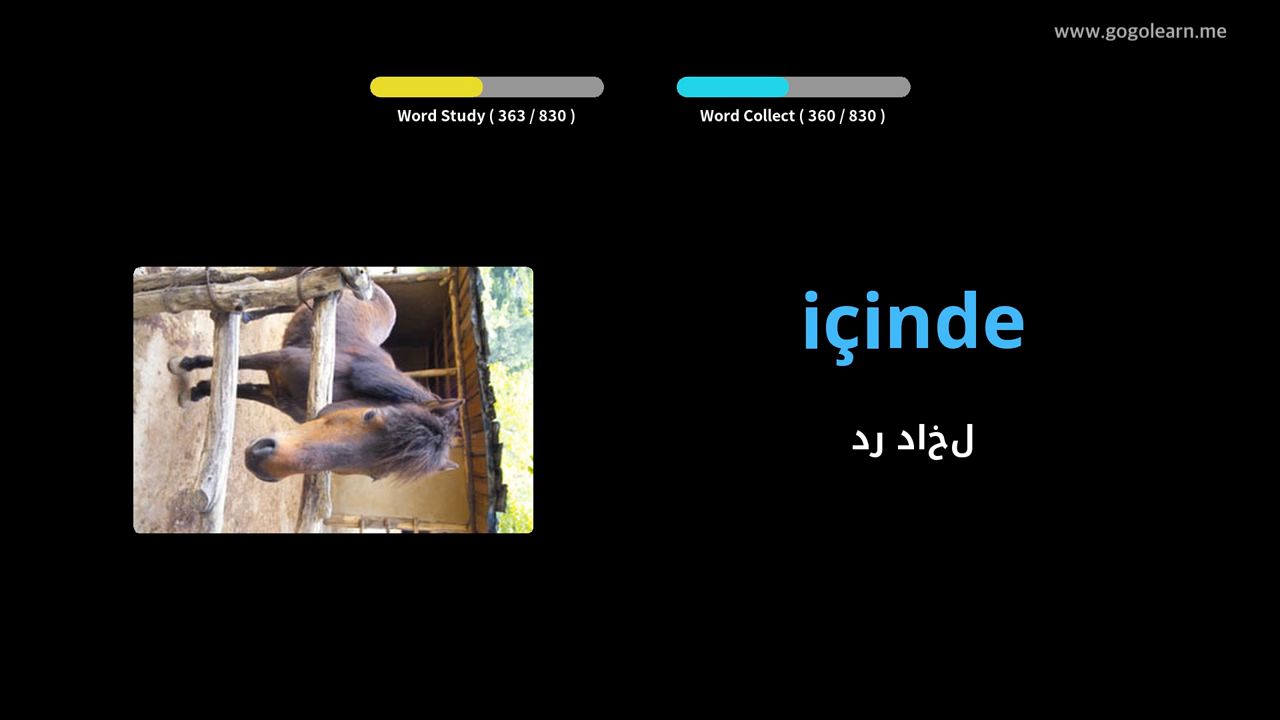 www.gogolearn.me
Word Study ( 363 / 830 )
Word Collect ( 360 / 830 )
içinde
لخاد رد